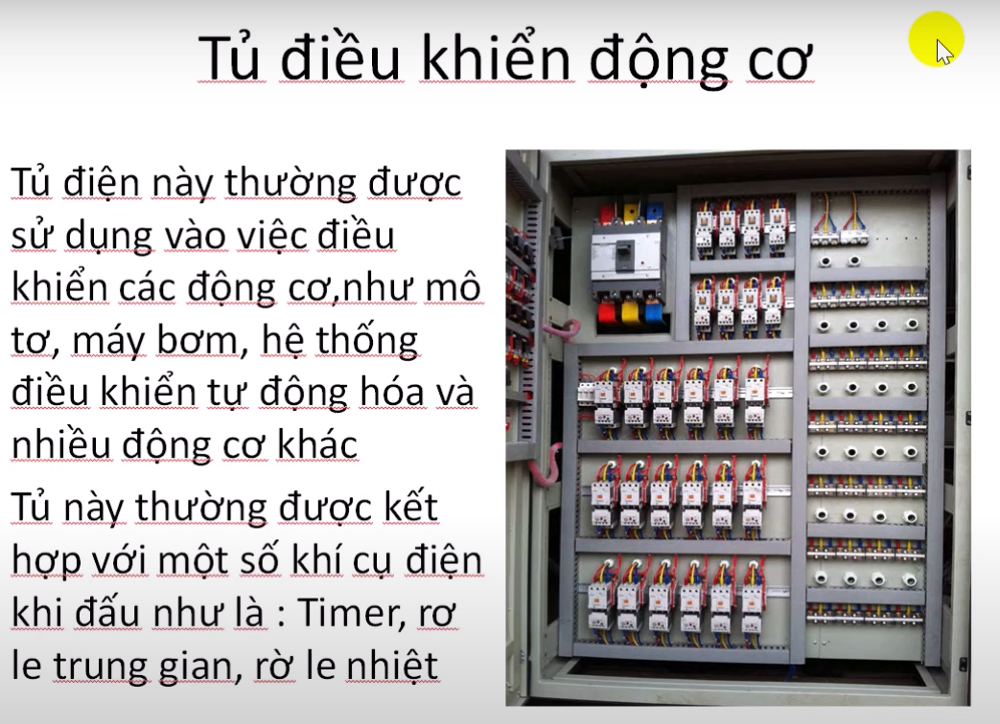 Tủ điều khiển động cơ
Tủ điện này thường được
sử dụng vào việc điều
khiển các động cơ,như mô
tơ, máy bơm, hệ thống
điều khiển tự động hóa và
nhiều động cơ khác
Tủ này thường được kết
hợp với một số khí cụ điện
khi đấu như là : Timer, rơ
le trung gian, rờ le nhiệt